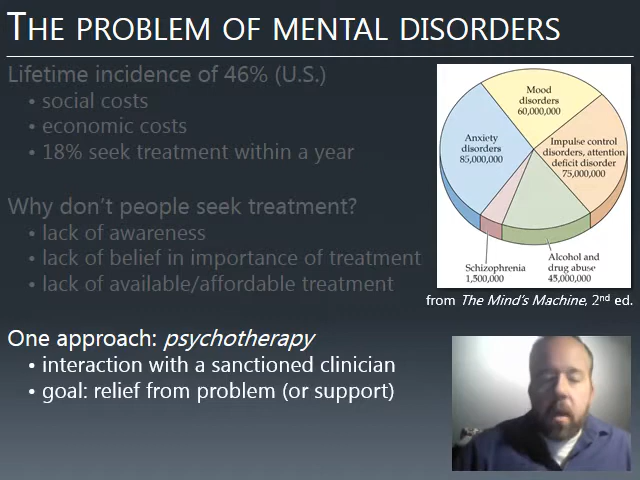 THE PROBLEM OF MENTAL DISORDERS
Lifetime incidence of 46% (U.S.)
• social costs
• economic costs
• 18% seek treatment within a year
Why don't people seek treatment?
• lack of awareness
• lack of belief in importance of treatment
• lack of available/affordable treatment
One approach: psychotherapy
• interaction with a sanctioned clinician
• goal: relief from problem (or support)
Mood
disorders
60,000,000
Anxiety
disorders
85,000,000
Impulse control
disorders, attention
deficit disorder
75,000,000
Schizophrenia
1,500,000
Alcohol and
drug abuse
45,000,000
from The Mind's Machine, 2nd ed.